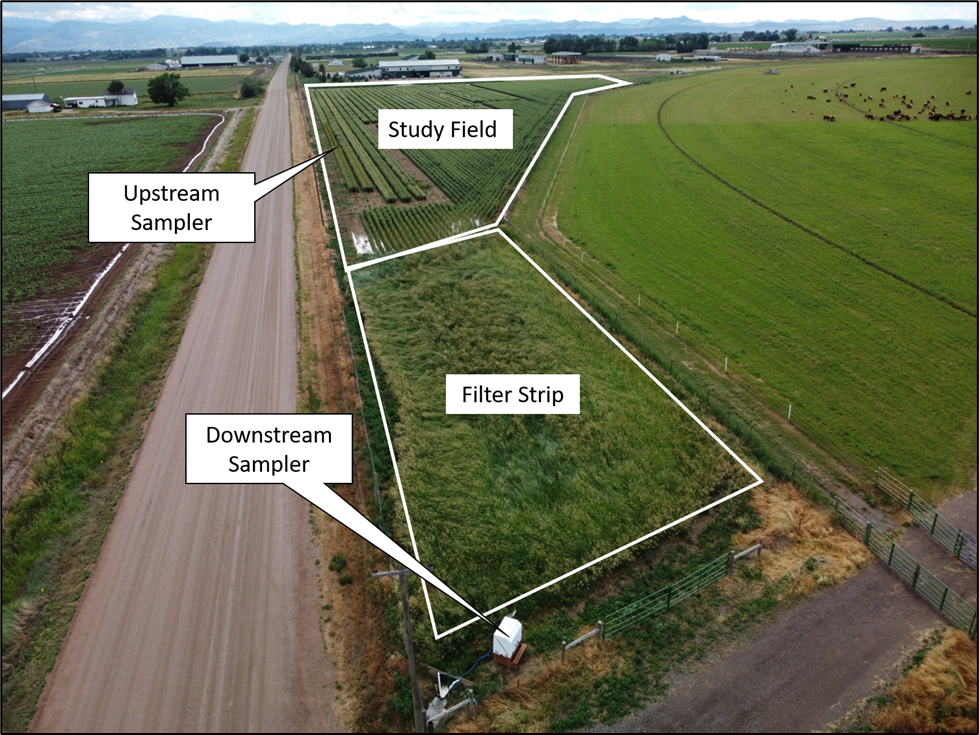 Study Field
Upstream
Sampler
Filter Strip
Downstream
Sampler